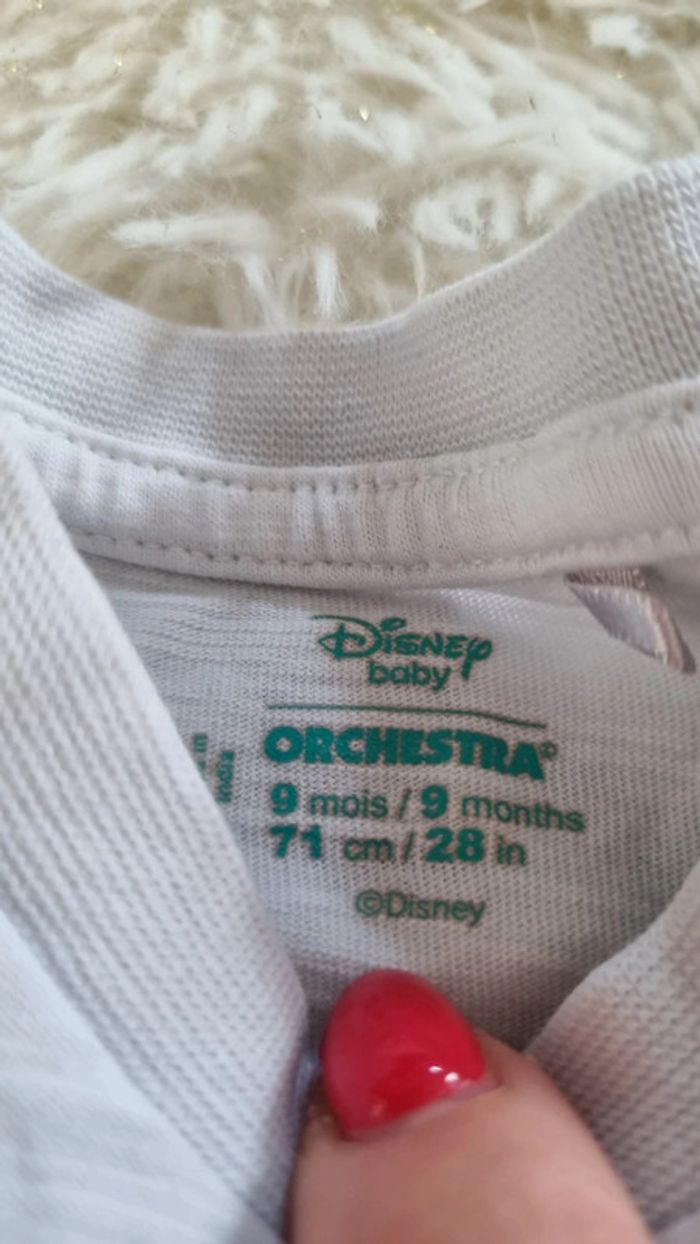 Disney
baby
ORCHESTRA®
9 mois / 9 months
71 cm / 28 in
©Disney